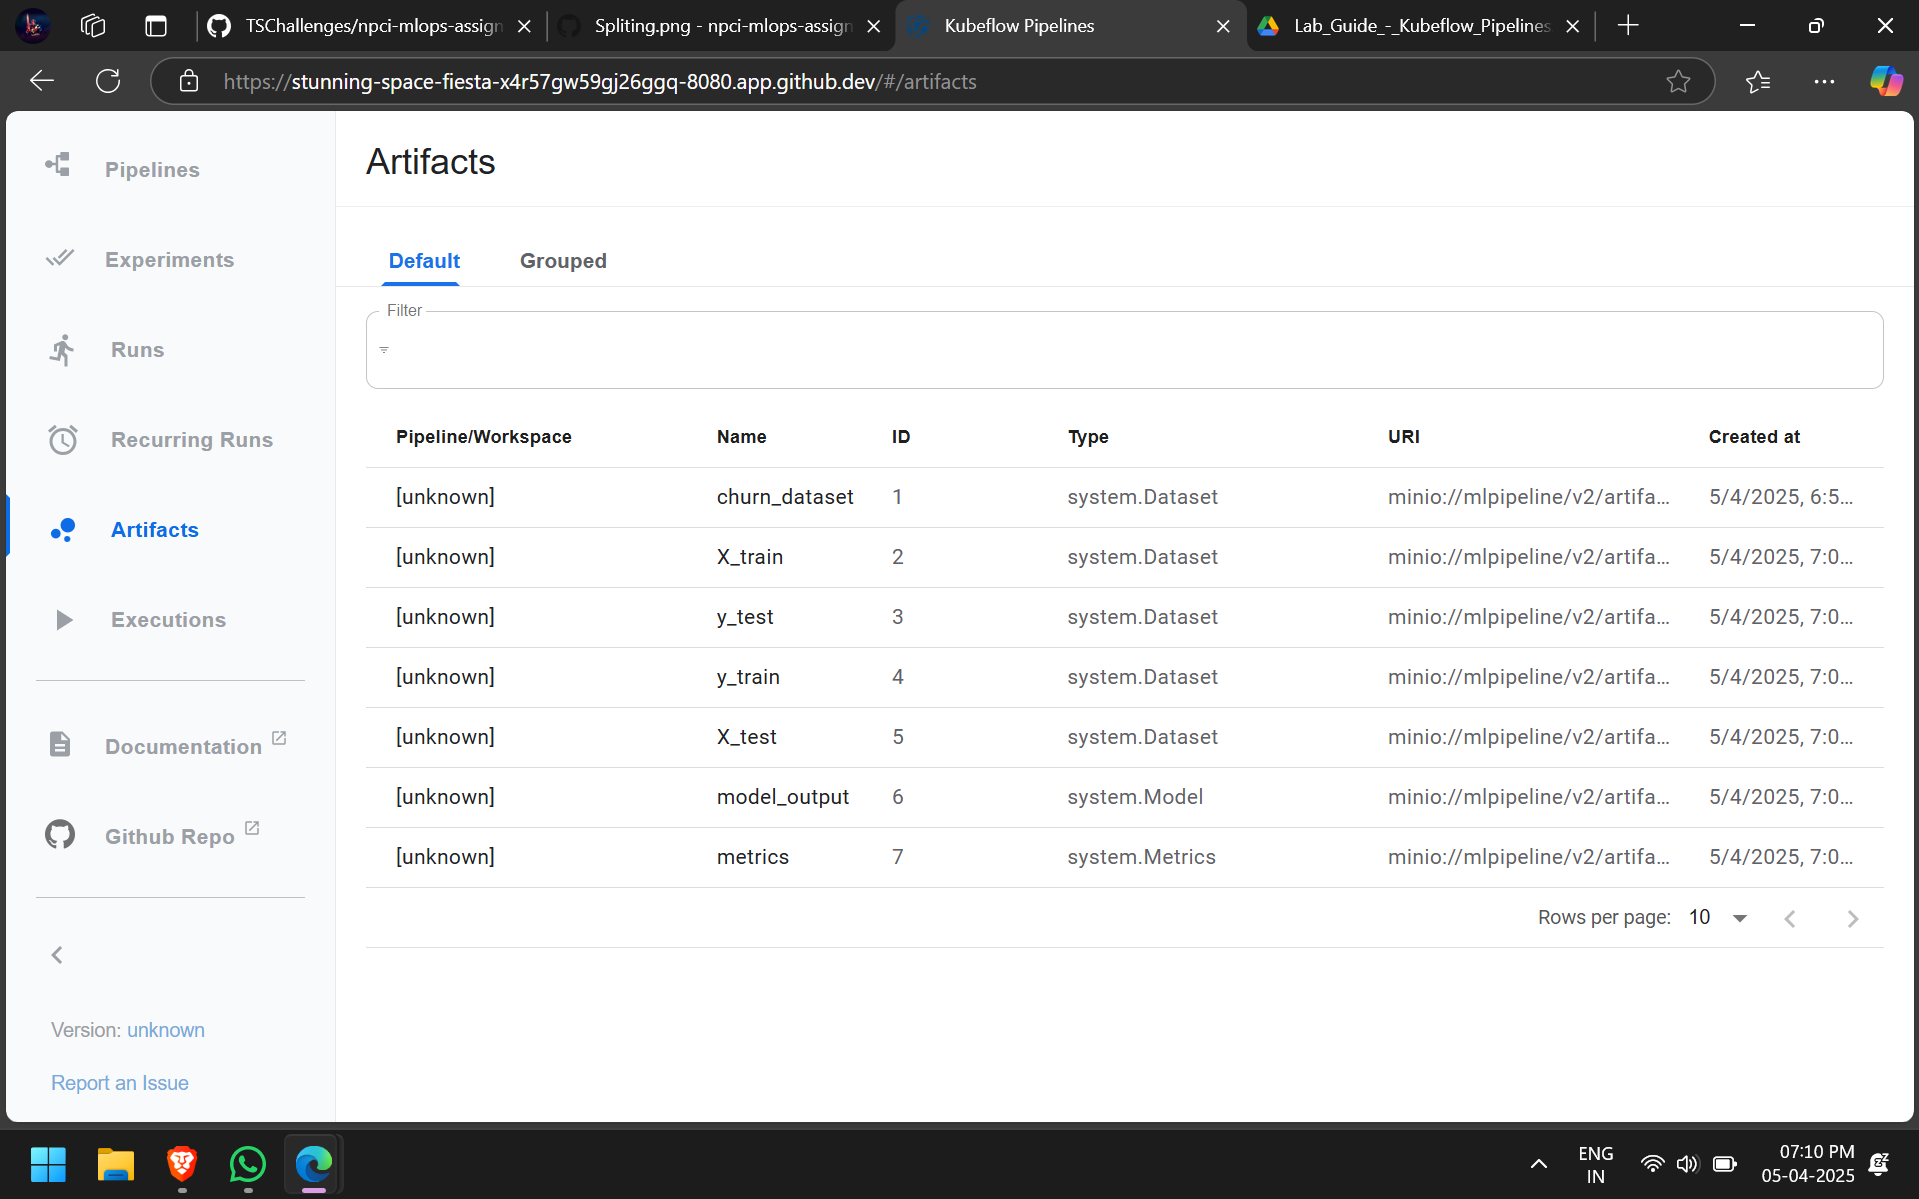 TSChallenges/npci-mlops-assign
Spliting.png - npci-mlops-assign
Kubeflow Pipelines
Lab_Guide_-_Kubeflow_Pipelines
https://stunning-space-fiesta-x4r57gw59gj26ggq-8080.app.github.dev/#/artifacts
Pipelines
Experiments
Runs
Recurring Runs
Artifacts
Executions
Documentation
Github Repo
Version: unknown
Report an Issue
Artifacts
Default Grouped
Filter
Pipeline/Workspace Name ID Type URI Created at
[unknown] churn_dataset 1 system.Dataset minio://mlpipeline/v2/artifa... 5/4/2025, 6:5...
[unknown] X_train 2 system.Dataset minio://mlpipeline/v2/artifa... 5/4/2025, 7:0...
[unknown] y_test 3 system.Dataset minio://mlpipeline/v2/artifa... 5/4/2025, 7:0...
[unknown] y_train 4 system.Dataset minio://mlpipeline/v2/artifa... 5/4/2025, 7:0...
[unknown] X_test 5 system.Dataset minio://mlpipeline/v2/artifa... 5/4/2025, 7:0...
[unknown] model_output 6 system.Model minio://mlpipeline/v2/artifa... 5/4/2025, 7:0...
[unknown] metrics 7 system.Metrics minio://mlpipeline/v2/artifa... 5/4/2025, 7:0...
Rows per page: 10
ENG
IN
07:10 PM
05-04-2025